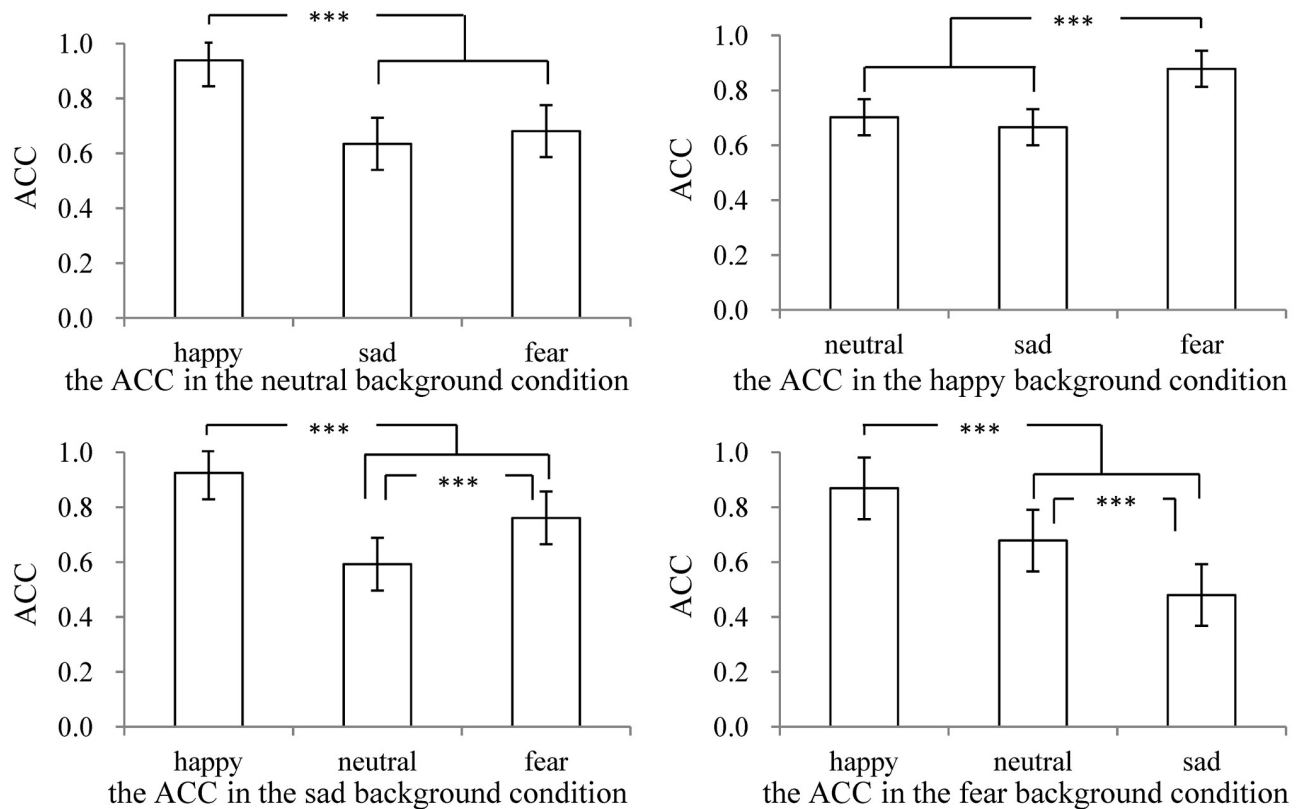 ***
1.0
0.8
0.6
0.4
0.2
0.0
ACC
happy sad fear
the ACC in the neutral background condition
***
1.0
0.8
0.6
0.4
0.2
0.0
ACC
neutral sad fear
the ACC in the happy background condition
***
***
1.0
0.8
0.6
0.4
0.2
0.0
ACC
happy neutral fear
the ACC in the sad background condition
***
***
1.0
0.8
0.6
0.4
0.2
0.0
ACC
happy neutral sad
the ACC in the fear background condition